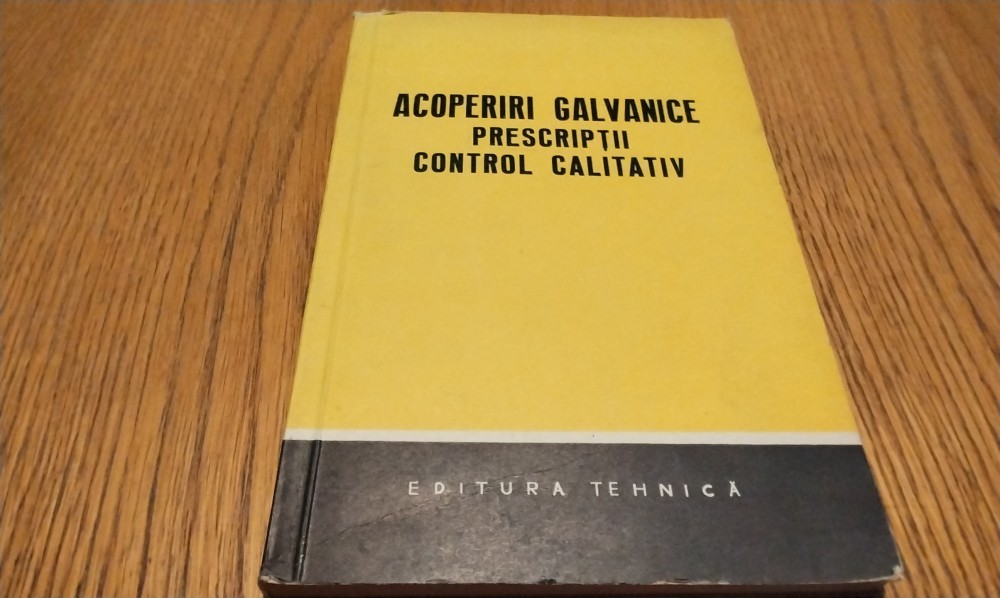 ACOPERIRI GALVANICE
PRESCRIPȚII
CONTROL CALITATIV
EDITURA TEHNICĂ